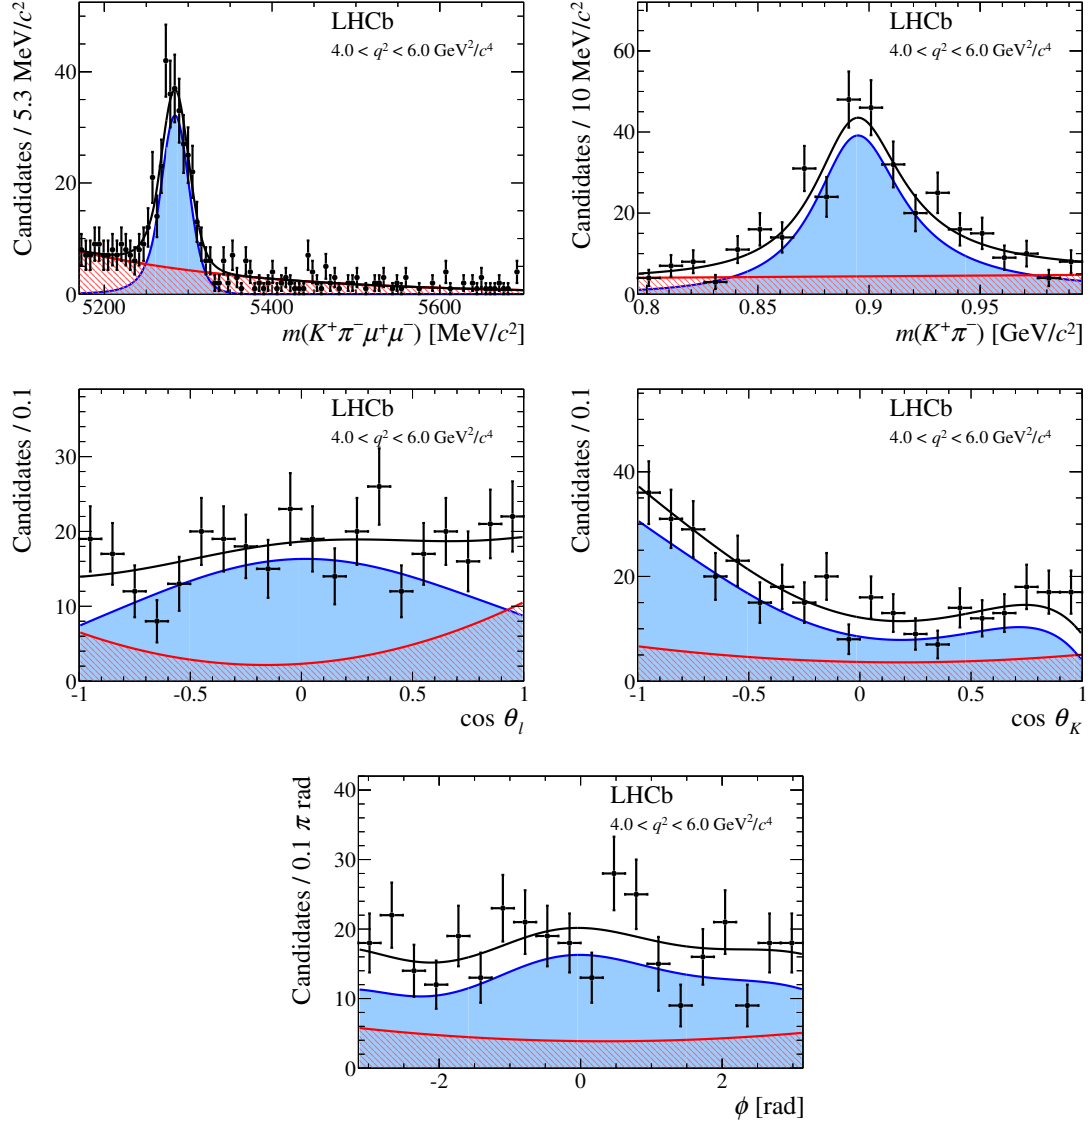 LHCb
4.0 < q² < 6.0 GeV²/c⁴
Candidates / 5.3 MeV/c²
40
20
0
5200
5400
5600
m(K⁺π⁻μ⁺μ⁻) [MeV/c²]
LHCb
4.0 < q² < 6.0 GeV²/c⁴
Candidates / 10 MeV/c²
60
40
20
0
0.8
0.85
0.9
0.95
m(K⁺π⁻) [GeV/c²]
LHCb
4.0 < q² < 6.0 GeV²/c⁴
Candidates / 0.1
30
20
10
0
-1
-0.5
0
0.5
1
cos θ_l
LHCb
4.0 < q² < 6.0 GeV²/c⁴
Candidates / 0.1
40
20
0
-1
-0.5
0
0.5
1
cos θ_K
LHCb
4.0 < q² < 6.0 GeV²/c⁴
Candidates / 0.1 π rad
40
30
20
10
0
-2
0
2
ϕ [rad]